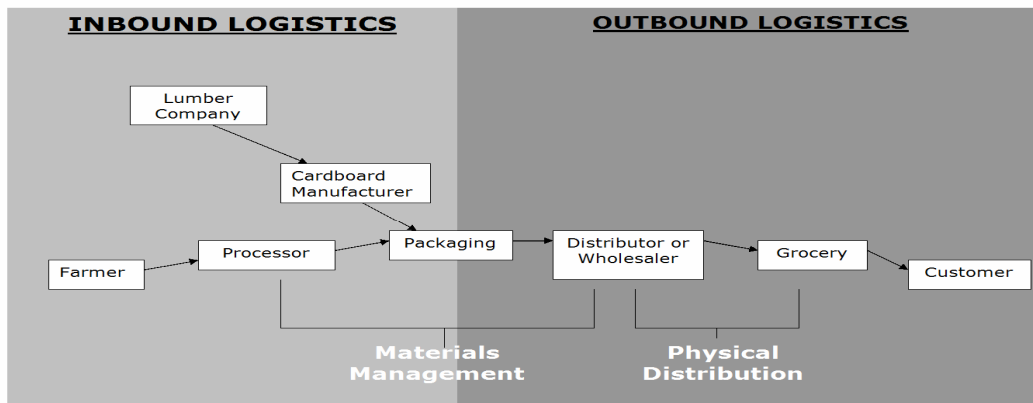 INBOUND LOGISTICS
OUTBOUND LOGISTICS
Lumber
Company
Cardboard
Manufacturer
Packaging
Distributor or
Wholesaler
Processor
Grocery
Farmer
Customer
Materials
Management
Physical
Distribution